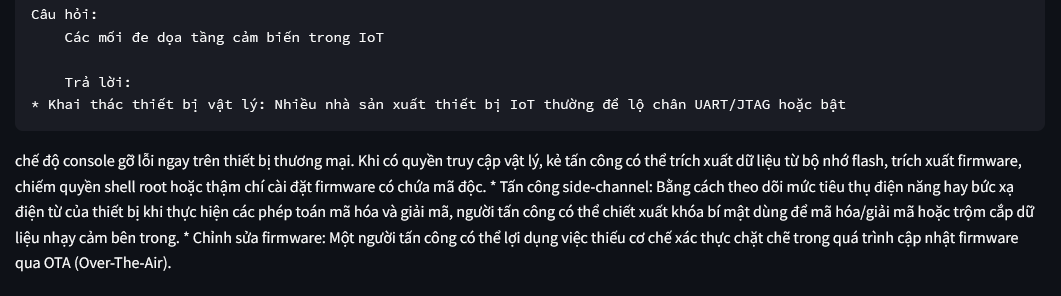 Câu hỏi:
Các mối đe dọa tầng cảm biến trong IoT
Trả lời:
* Khai thác thiết bị vật lý: Nhiều nhà sản xuất thiết bị IoT thường để lộ chân UART/JTAG hoặc bật
chế độ console gỡ lỗi ngay trên thiết bị thương mại. Khi có quyền truy cập vật lý, kẻ tấn công có thể trích xuất dữ liệu từ bộ nhớ flash, trích xuất firmware,
chiếm quyền shell root hoặc thậm chí cài đặt firmware có chứa mã độc. * Tấn công side-channel: Bằng cách theo dõi mức tiêu thụ điện năng hay bức xạ
điện từ của thiết bị khi thực hiện các phép toán mã hóa và giải mã, người tấn công có thể chiết xuất khóa bí mật dùng để mã hóa/giải mã hoặc trộm cắp dữ
liệu nhạy cảm bên trong. * Chỉnh sửa firmware: Một người tấn công có thể lợi dụng việc thiếu cơ chế xác thực chặt chẽ trong quá trình cập nhật firmware
qua OTA (Over-The-Air).